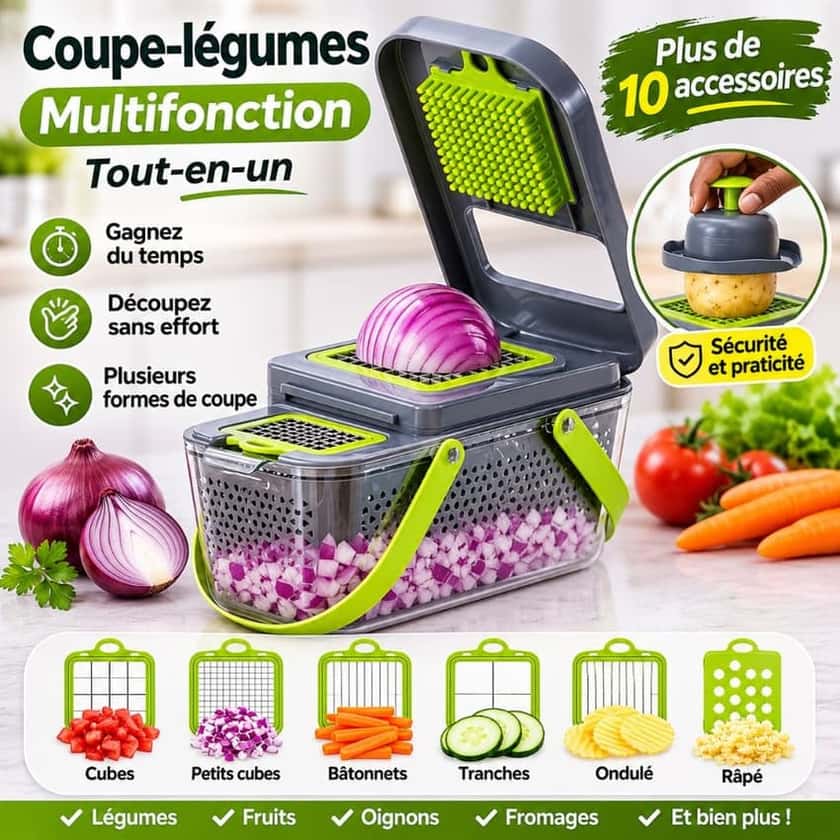 Coupe-légumes
Multifonction
Tout-en-un
Plus de
10 accessoires
Gagnez
du temps
Découpez
sans effort
Plusieurs
formes de coupe
Sécurité
et praticité
Cubes
Petits cubes
Bâtonnets
Tranches
Ondulé
Râpé
Légumes
Fruits
Oignons
Fromages
Et bien plus !